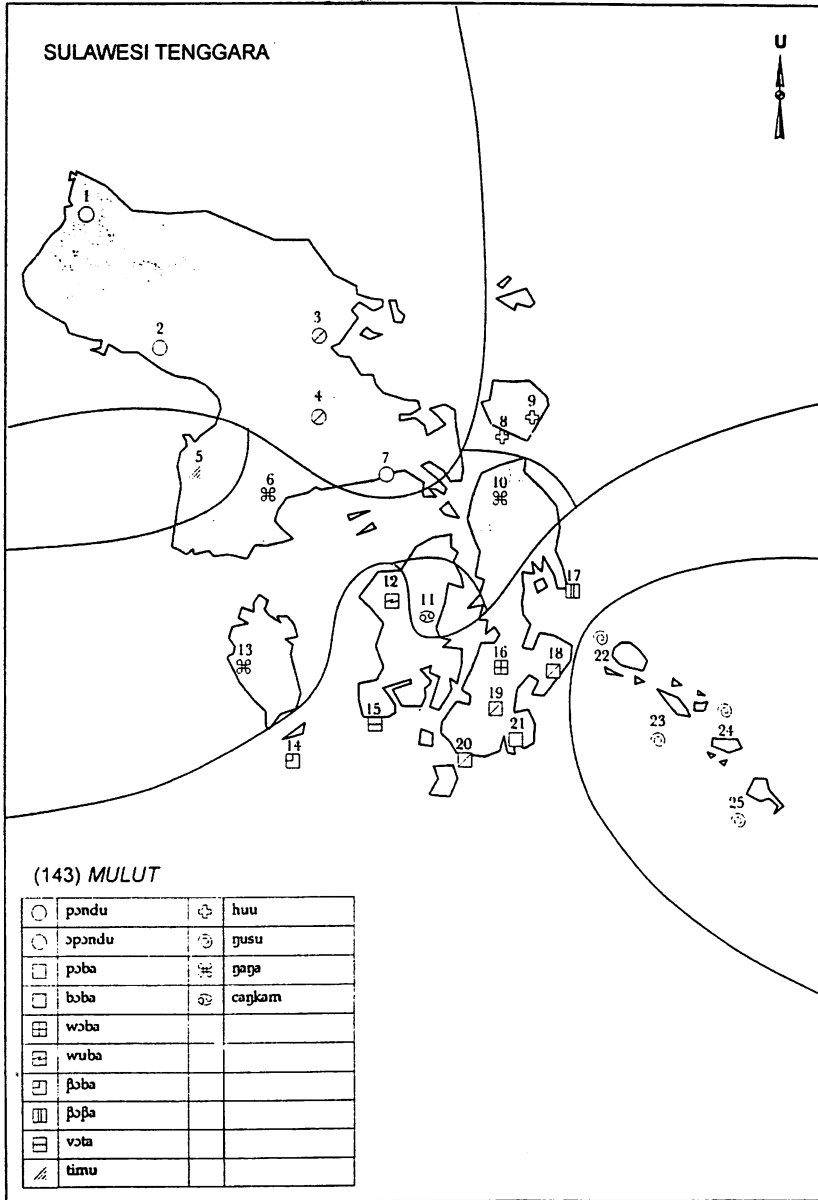 SULAWESI TENGGARA
U
1
3
2
9
4
8
7
5
6
10
17
12
11
13
16
18
22
19
15
24
21
23
14
20
25
(143) MULUT
pɔndu huu
ɔpɔndu ŋusu
pɔba ŋaŋa
bɔba caŋkam
wɔba
wuba
βɔba
βɔβa
vɔta
timu